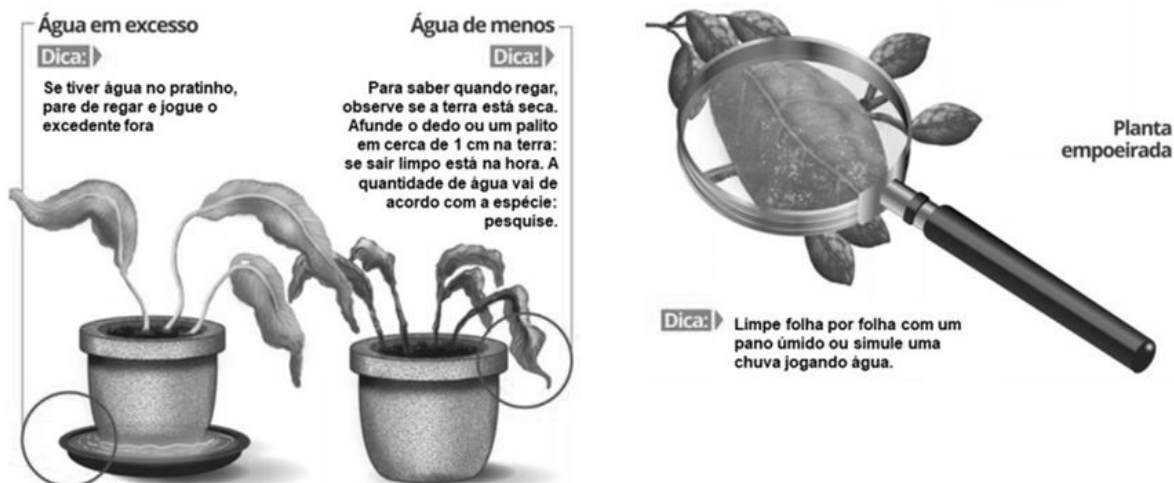 Água em excesso
Dica:
Se tiver água no pratinho,
pare de regar e jogue o
excedente fora
Água de menos
Dica:
Para saber quando regar,
observe se a terra está seca.
Afunde o dedo ou um palito
em cerca de 1 cm na terra:
se sair limpo está na hora. A
quantidade de água vai de
acordo com a espécie:
pesquise.
Planta
empoeirada
Dica:
Limpe folha por folha com um
pano úmido ou simule uma
chuva jogando água.